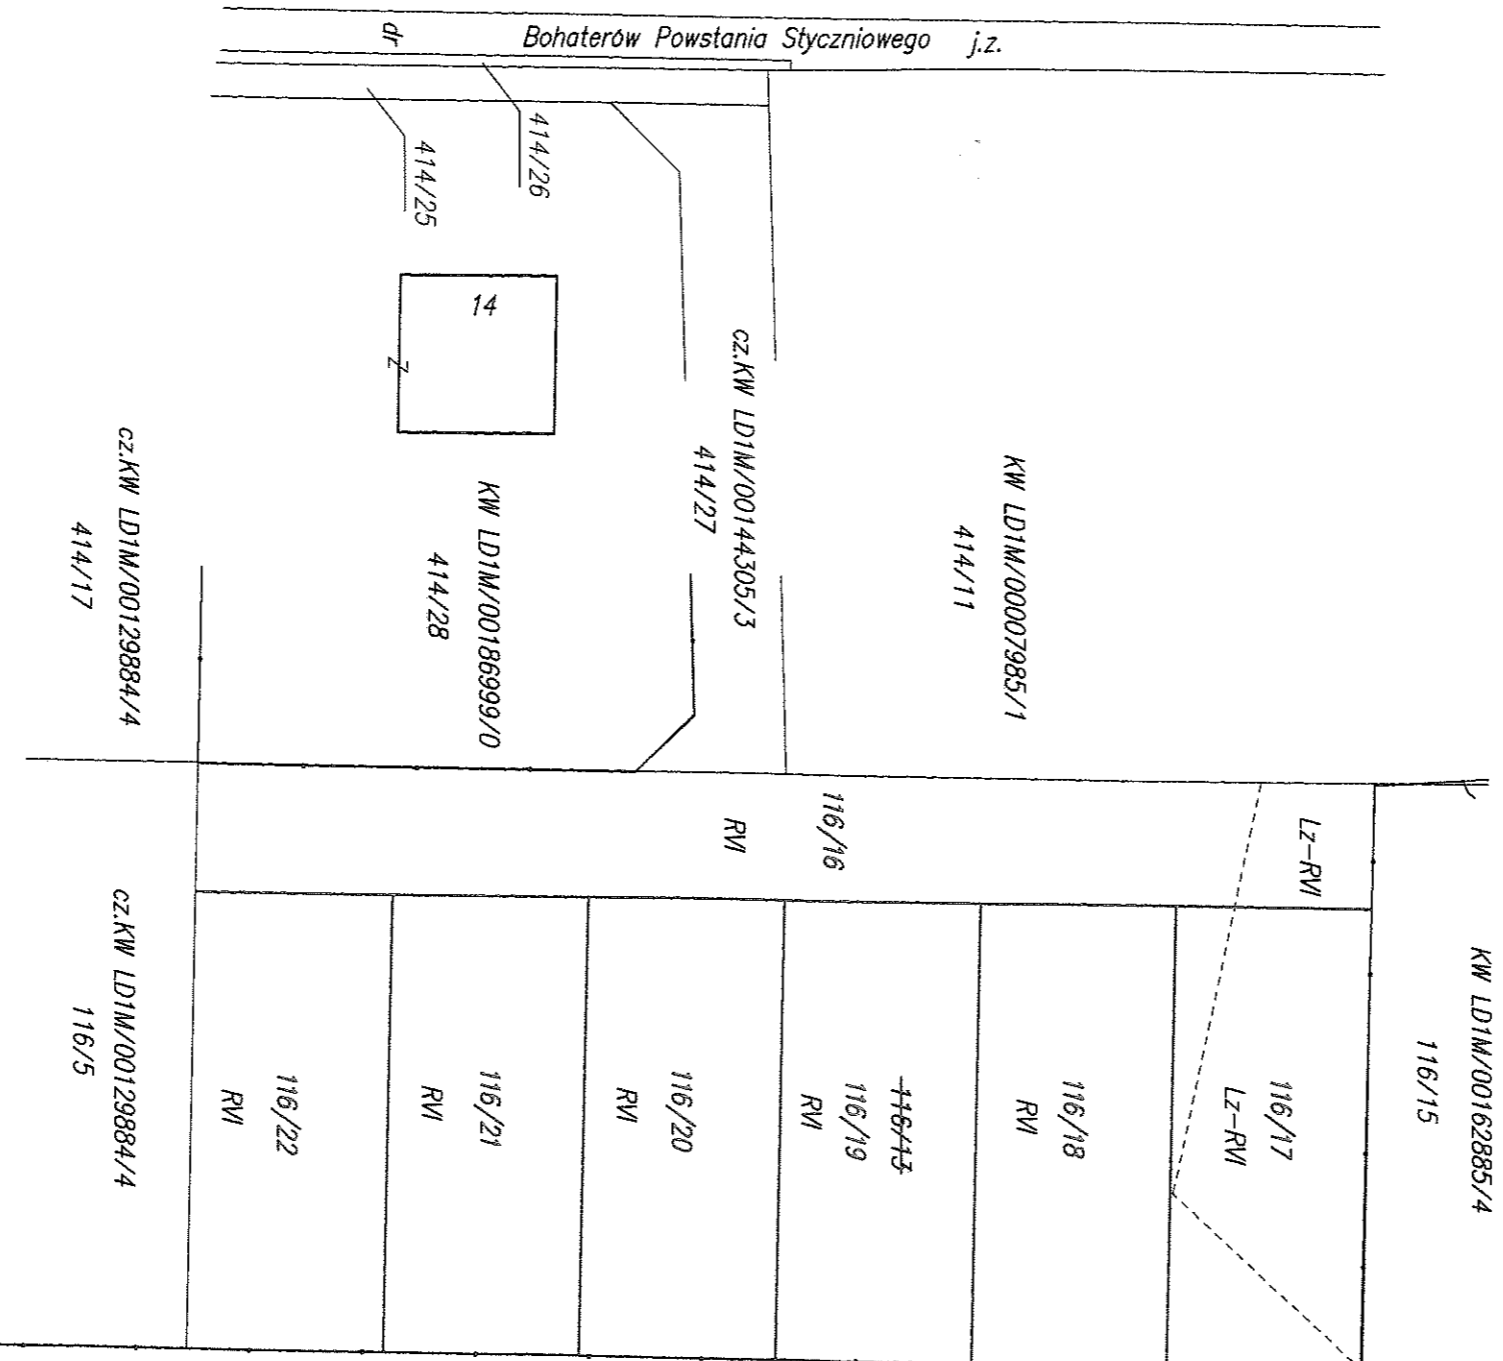 dr
Bohaterów Powstania Styczniowego j.z.
414/26
414/25
14
Z
cz.KW LD1M/00144305/3
414/27
KW LD1M/00007985/1
414/11
KW LD1M/00186999/0
414/28
cz.KW LD1M/00129884/4
414/17
116/16
RVI
Lz-RVI
KW LD1M/00162885/4
116/15
116/17
Lz-RVI
116/18
RVI
116/13
116/19
RVI
116/20
RVI
116/21
RVI
116/22
RVI
cz.KW LD1M/00129884/4
116/5